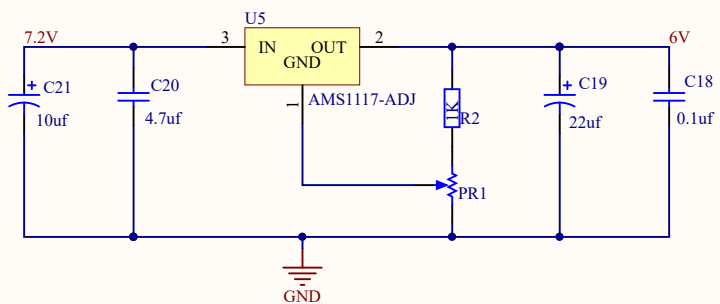 U5
7.2V
3
IN
OUT
GND
2
6V
+
C21
10uf
C20
4.7uf
1
AMS1117-ADJ
1K
R2
+
C19
22uf
C18
0.1uf
PR1
GND